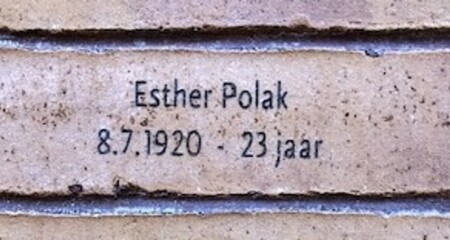 Esther Polak
8.7.1920 - 23 jaar